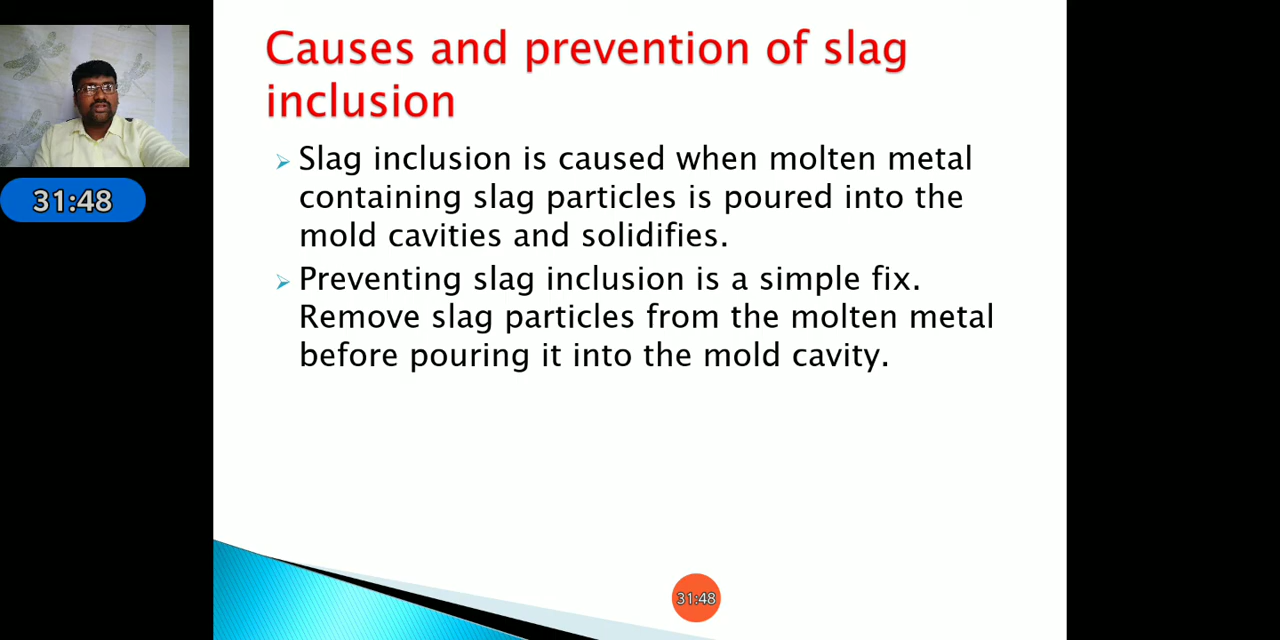 Causes and prevention of slag
inclusion
31:48
Slag inclusion is caused when molten metal
containing slag particles is poured into the
mold cavities and solidifies.
Preventing slag inclusion is a simple fix.
Remove slag particles from the molten metal
before pouring it into the mold cavity.
31:48